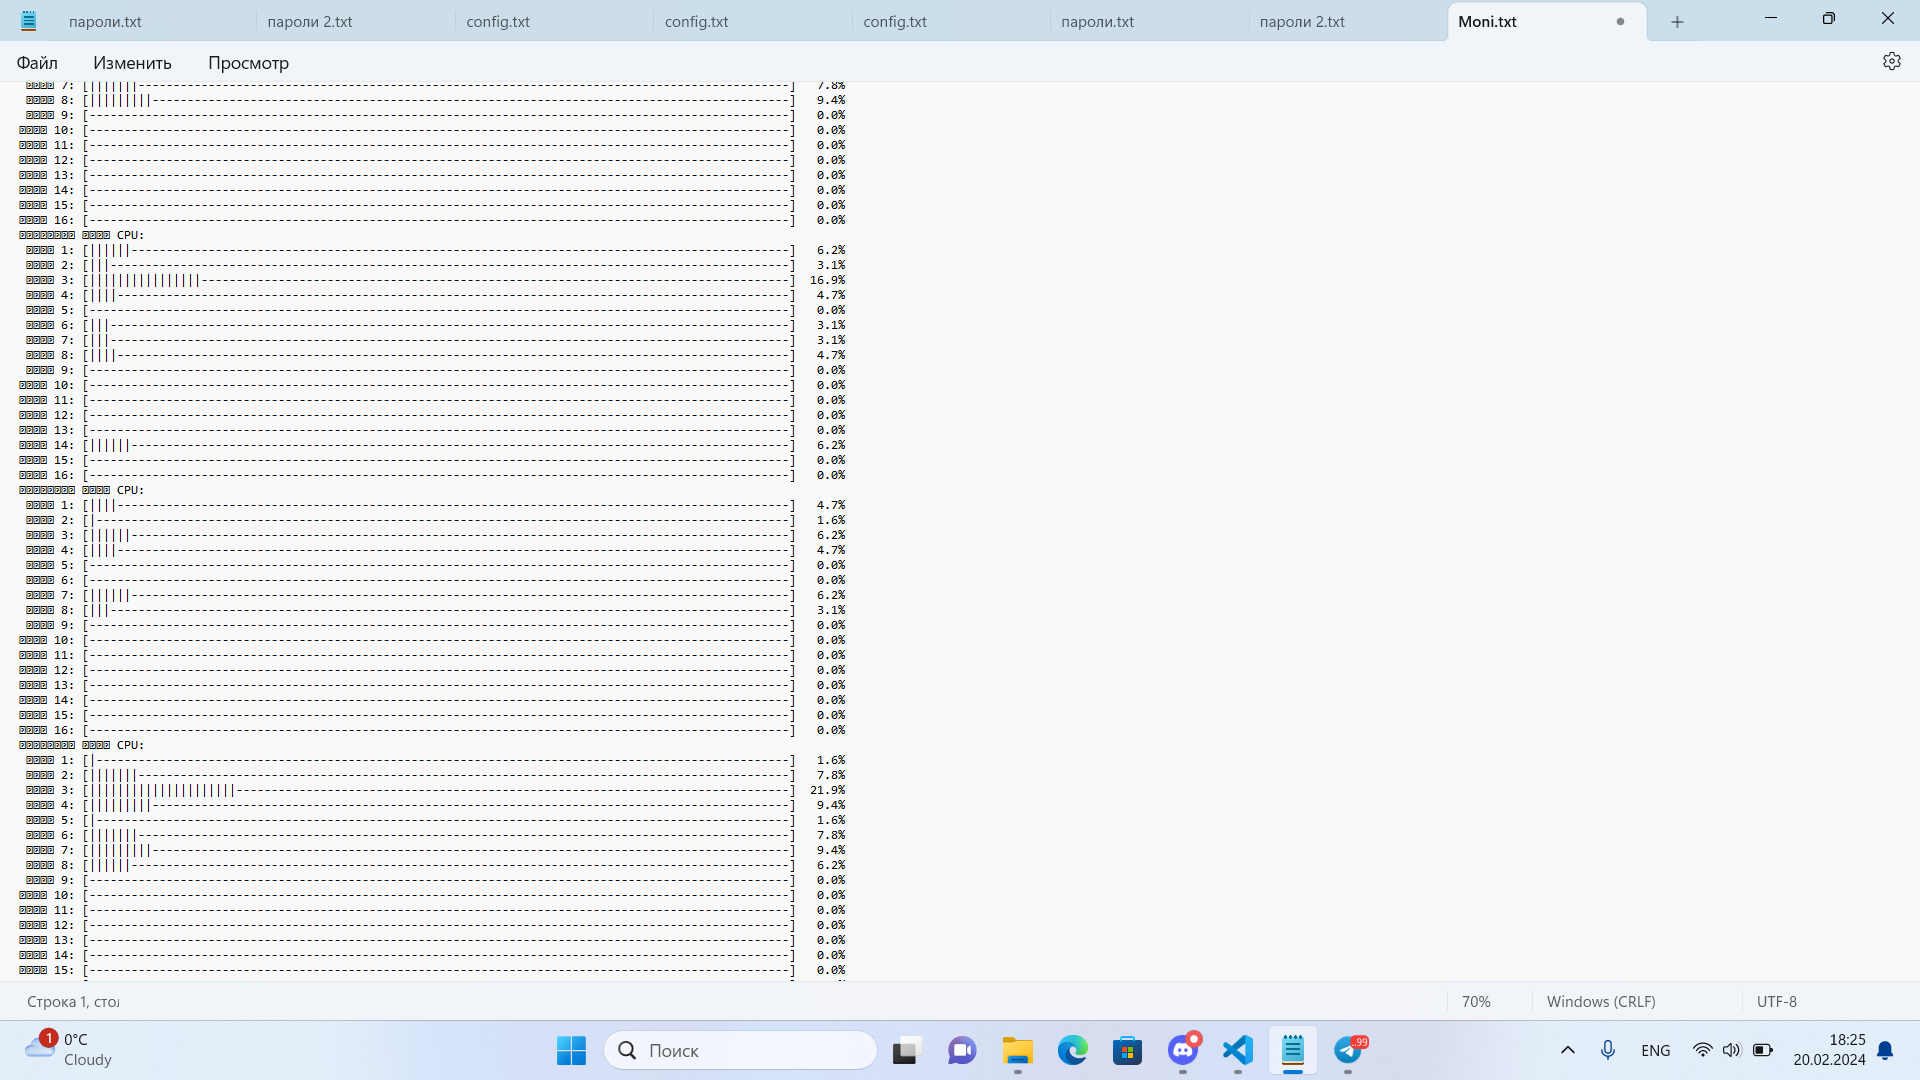 пароли.txt
пароли 2.txt
config.txt
config.txt
config.txt
пароли.txt
пароли 2.txt
Moni.txt
Файл
Изменить
Просмотр
7: [ ] 7.8%
8: [ ] 9.4%
9: [ ] 0.0%
10: [ ] 0.0%
11: [ ] 0.0%
12: [ ] 0.0%
13: [ ] 0.0%
14: [ ] 0.0%
15: [ ] 0.0%
16: [ ] 0.0%
CPU:
1: [ ] 6.2%
2: [ ] 3.1%
3: [ ] 16.9%
4: [ ] 4.7%
5: [ ] 0.0%
6: [ ] 3.1%
7: [ ] 3.1%
8: [ ] 4.7%
9: [ ] 0.0%
10: [ ] 0.0%
11: [ ] 0.0%
12: [ ] 0.0%
13: [ ] 0.0%
14: [ ] 6.2%
15: [ ] 0.0%
16: [ ] 0.0%
CPU:
1: [ ] 4.7%
2: [ ] 1.6%
3: [ ] 6.2%
4: [ ] 4.7%
5: [ ] 0.0%
6: [ ] 0.0%
7: [ ] 6.2%
8: [ ] 3.1%
9: [ ] 0.0%
10: [ ] 0.0%
11: [ ] 0.0%
12: [ ] 0.0%
13: [ ] 0.0%
14: [ ] 0.0%
15: [ ] 0.0%
16: [ ] 0.0%
CPU:
1: [ ] 1.6%
2: [ ] 7.8%
3: [ ] 21.9%
4: [ ] 9.4%
5: [ ] 1.6%
6: [ ] 7.8%
7: [ ] 9.4%
8: [ ] 6.2%
9: [ ] 0.0%
10: [ ] 0.0%
11: [ ] 0.0%
12: [ ] 0.0%
13: [ ] 0.0%
14: [ ] 0.0%
15: [ ] 0.0%
Строка 1, стол
70%
Windows (CRLF)
UTF-8
1
0°C
Cloudy
Поиск
99
ENG
18:25
20.02.2024